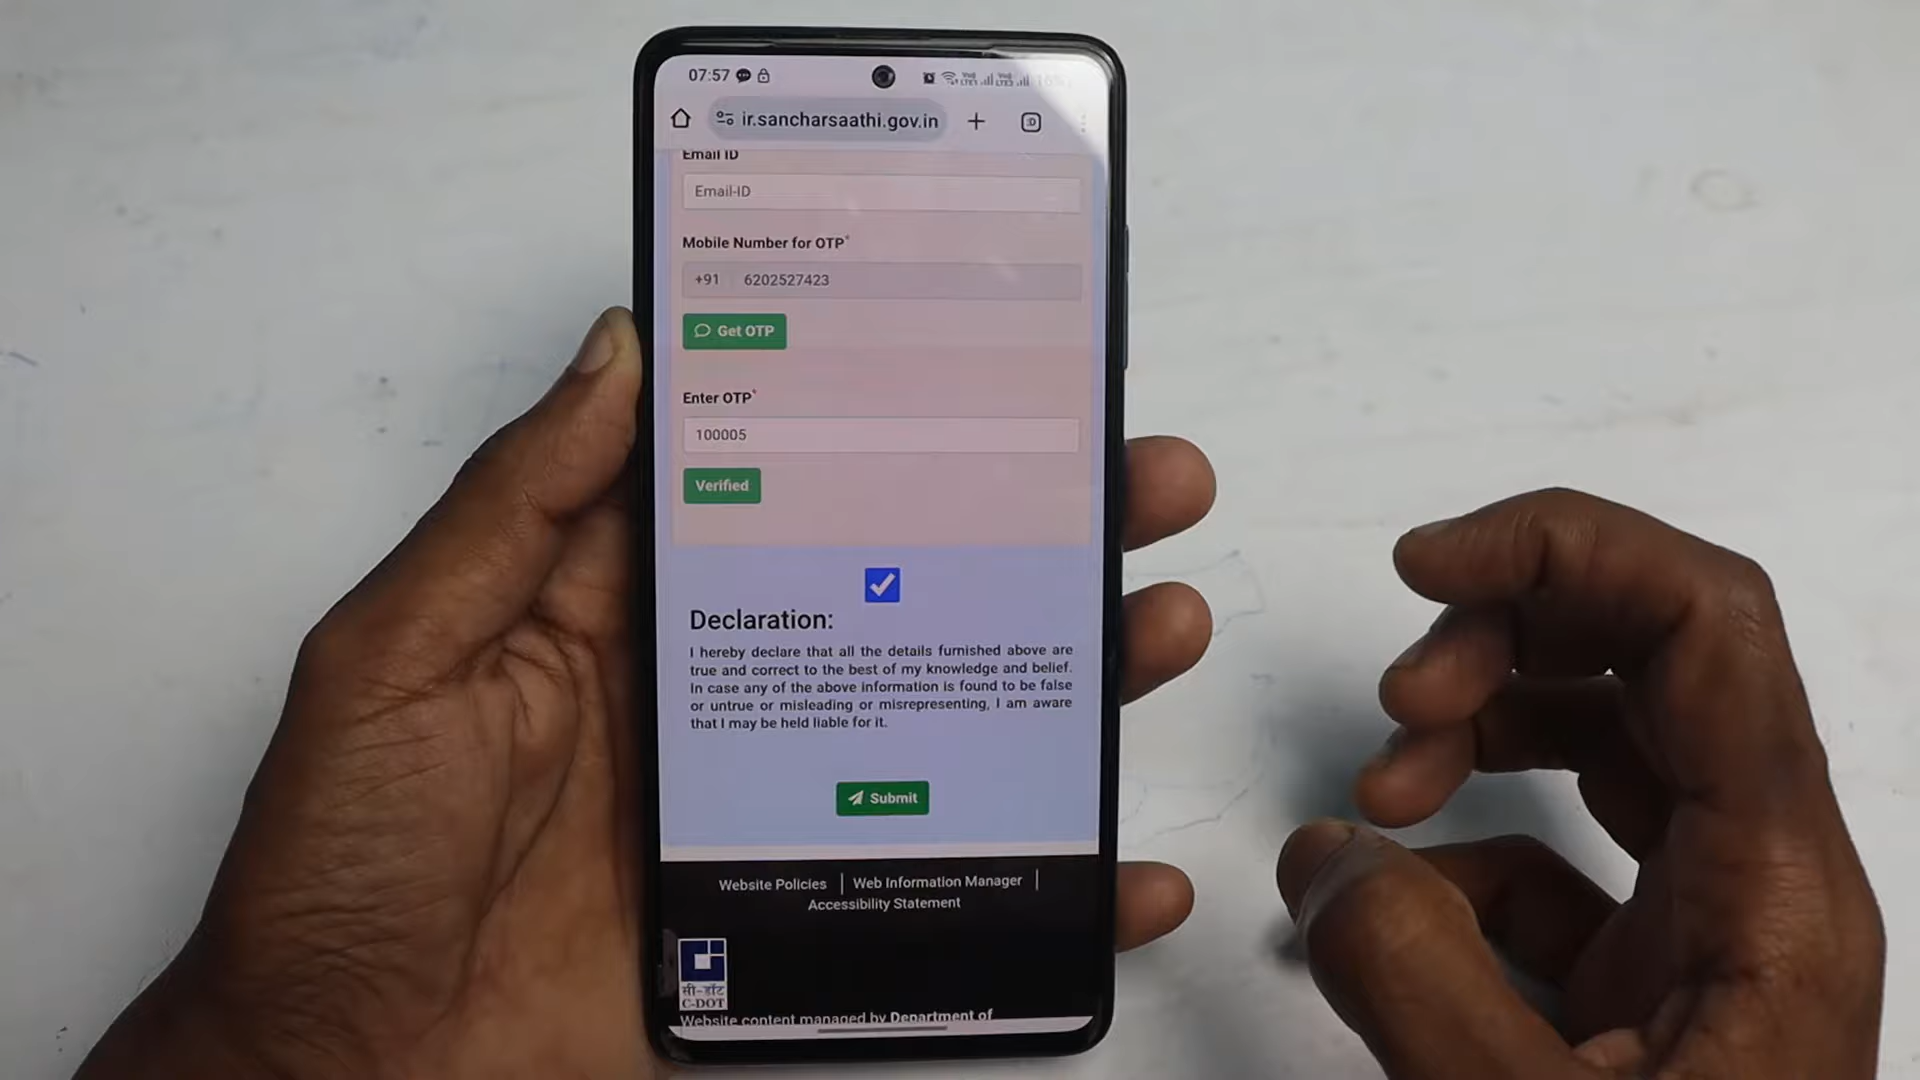 07:57
ir.sancharsaathi.gov.in
Email ID
Email-ID
Mobile Number for OTP*
+91 6202527423
Get OTP
Enter OTP*
100005
Verified
Declaration:
I hereby declare that all the details furnished above are
true and correct to the best of my knowledge and belief.
In case any of the above information is found to be false
or untrue or misleading or misrepresenting, I am aware
that I may be held liable for it.
Submit
Website Policies | Web Information Manager |
Accessibility Statement
सी-डॉट
C-DOT
Website content managed by Department of